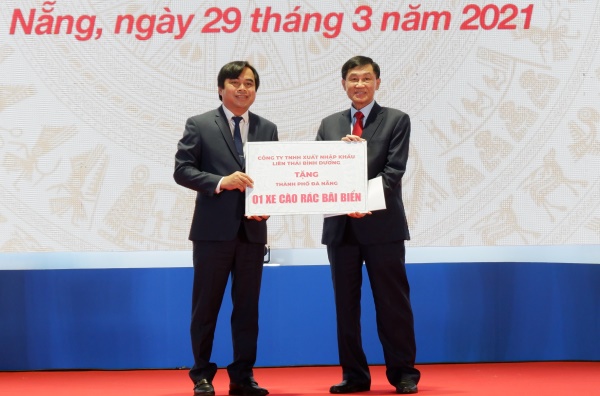 Nẵng, ngày 29 tháng 3 năm 2021
CÔNG TY TNHH XUẤT NHẬP KHẨU
LIÊN THÁI BÌNH DƯƠNG
TẶNG
THÀNH PHỐ ĐÀ NẴNG
01 XE CÀO RÁC BÃI BIỂN